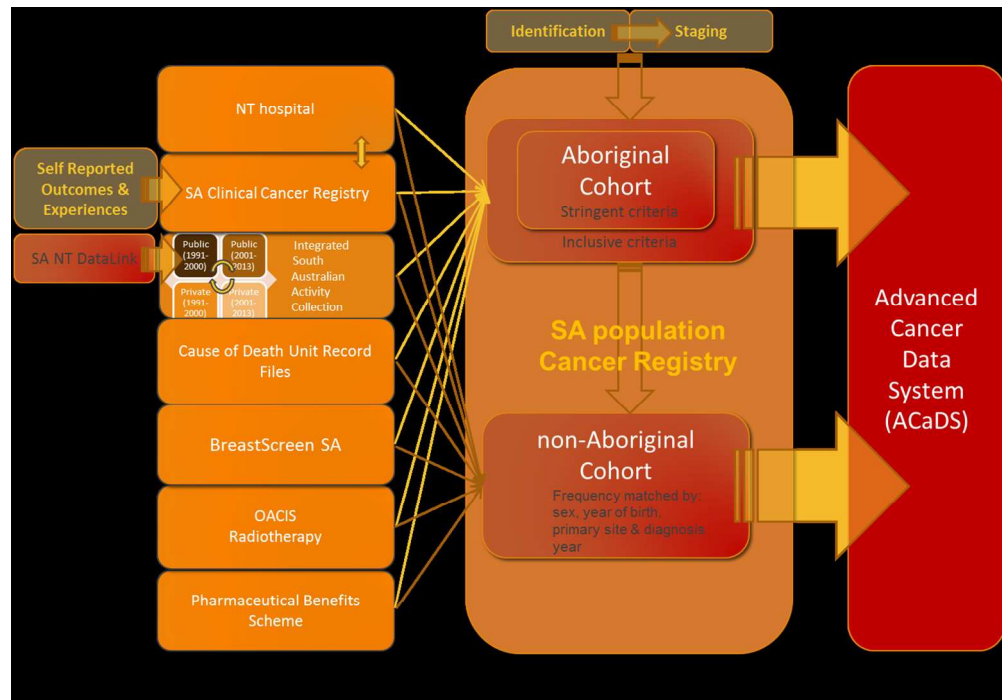 Identification
Staging
NT hospital
Self Reported
Outcomes &
Experiences
SA Clinical Cancer Registry
SA NT DataLink
Public
(1991-
2000)
Public
(2001-
2013)
Private
(1991-
2000)
Private
(2001-
2013)
Integrated
South
Australian
Activity
Collection
Cause of Death Unit Record
Files
BreastScreen SA
OACIS
Radiotherapy
Pharmaceutical Benefits
Scheme
Aboriginal
Cohort
Stringent criteria
Inclusive criteria
SA population
Cancer Registry
non-Aboriginal
Cohort
Frequency matched by:
sex, year of birth,
primary site & diagnosis
year
Advanced
Cancer
Data
System
(ACaDS)